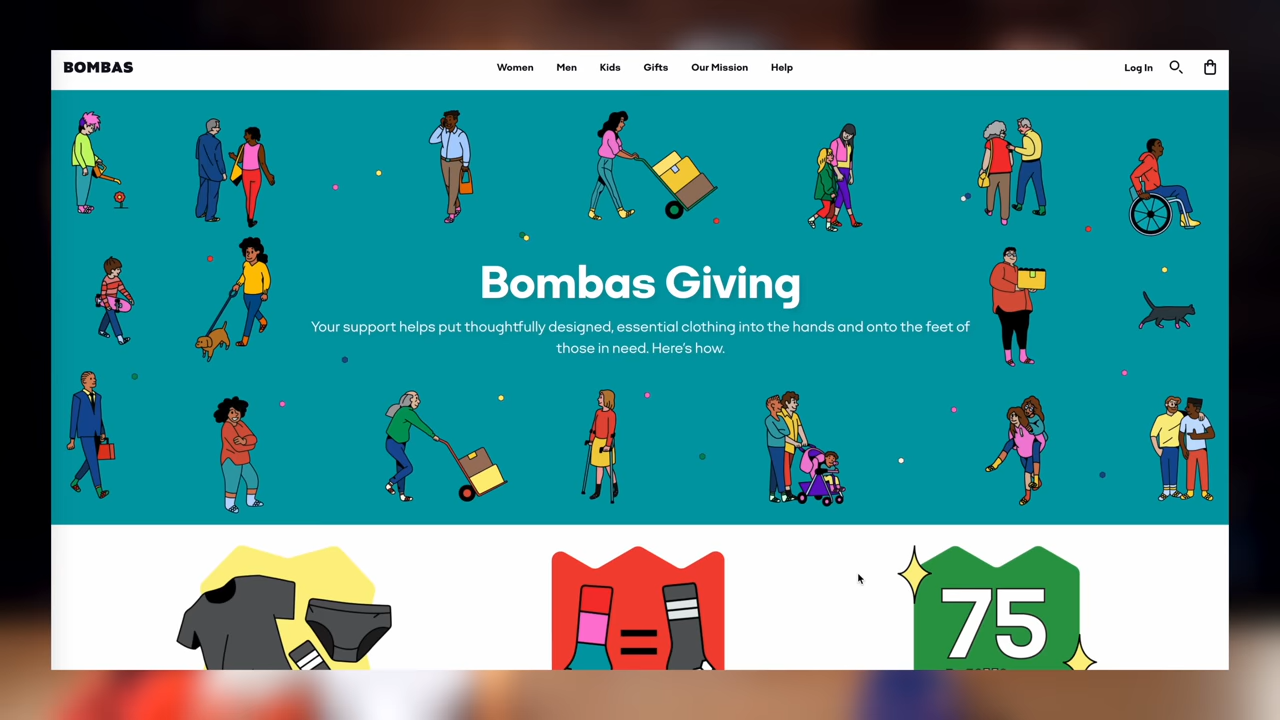 BOMBAS
Women Men Kids Gifts Our Mission Help
Log In
Bombas Giving
Your support helps put thoughtfully designed, essential clothing into the hands and onto the feet of
those in need. Here's how.
75